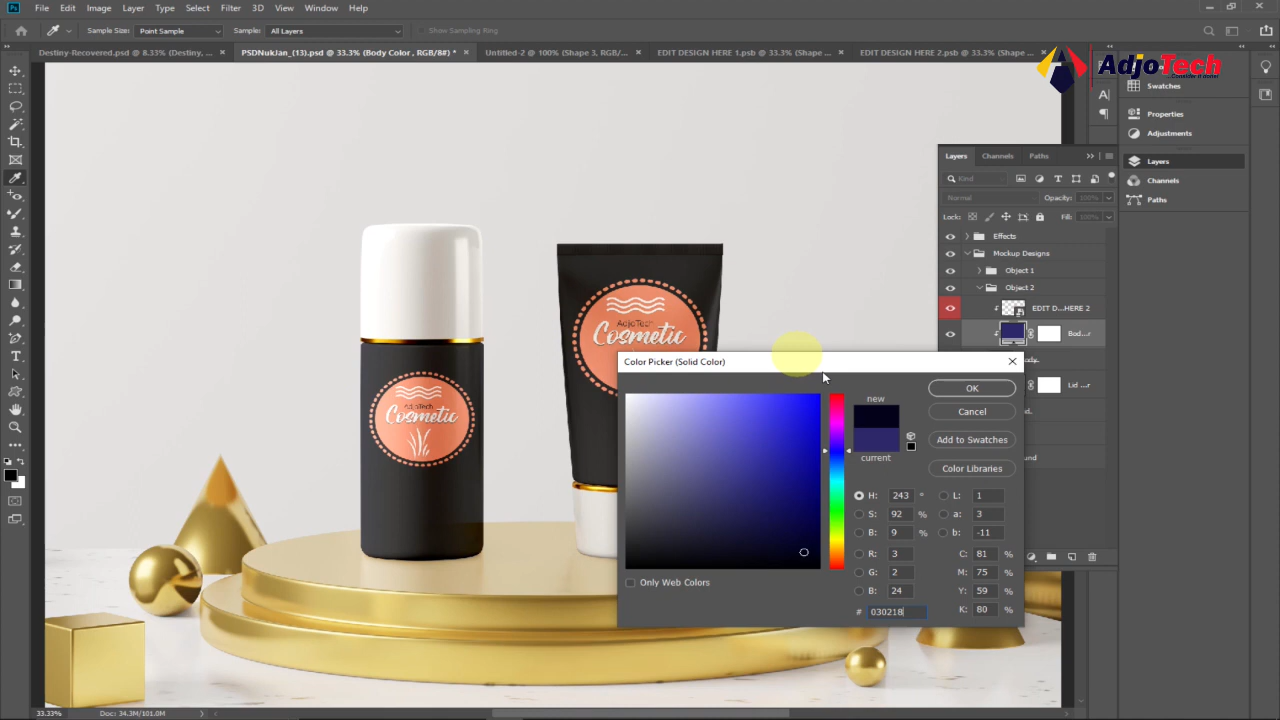 Ps File Edit Image Layer Type Select Filter 3D View Window Help
Sample Size: Point Sample Sample: All Layers Show Sampling Ring
Destiny-Recovered.psd @ 8.33% (Destiny, ... × PSDNukJan_(13).psd @ 33.3% (Body Color , RGB/8#) * × Untitled-2 @ 100% (Shape 3, RGB/... × EDIT DESIGN HERE 1.psb @ 33.3% (Shape ... × EDIT DESIGN HERE 2.psb @ 33.3% (Shape ... ×
AdjoTech
Swatches
Properties
Adjustments
Layers
Channels
Paths
Layers Channels Paths
Kind
Normal Opacity: 100%
Lock: Fill: 100%
Effects
Mockup Designs
Object 1
Object 2
EDIT D...HERE 2
Bod...r
Lid ...r
AdjoTech
Cosmetic
AdjoTech
Cosmetic
Color Picker (Solid Color)
new
current
OK
Cancel
Add to Swatches
Color Libraries
H: 243 ° L: 1
S: 92 % a: 3
B: 9 % b: -11
R: 3 C: 81 %
G: 2 M: 75 %
B: 24 Y: 59 %
# 030218 K: 80 %
Only Web Colors
33.33% Doc: 34.3M/101.0M